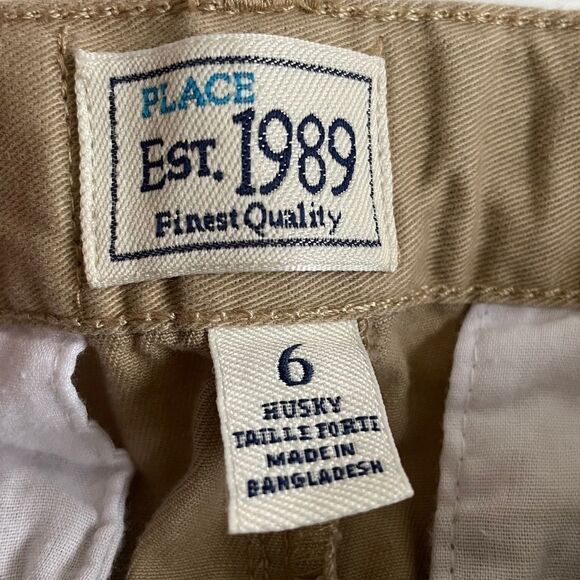 PLACE
EST. 1989
Finest Quality
6
HUSKY
TAILLE FORTE
MADE IN
BANGLADESH